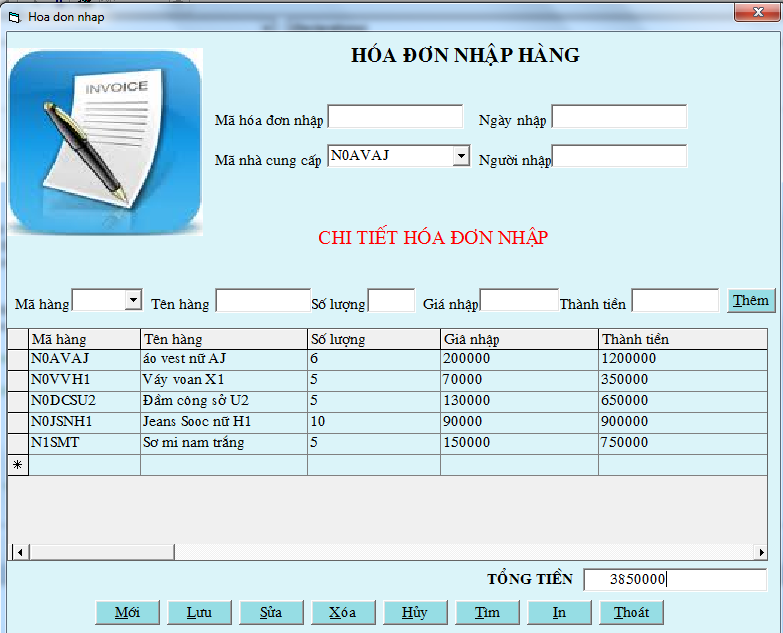 Hoa don nhap
HÓA ĐƠN NHẬP HÀNG
INVOICE
Mã hóa đơn nhập Ngày nhập
Mã nhà cung cấp N0AVAJ Người nhập
CHI TIẾT HÓA ĐƠN NHẬP
Mã hàng Tên hàng Số lượng Giá nhập Thành tiền Thêm
Mã hàng Tên hàng Số lượng Giá nhập Thành tiền
N0AVAJ áo vest nữ AJ 6 200000 1200000
N0VVH1 Váy voan X1 5 70000 350000
N0DCSU2 Đầm công sở U2 5 130000 650000
N0JSNH1 Jeans Sooc nữ H1 10 90000 900000
N1SMT Sơ mi nam trắng 5 150000 750000
TỔNG TIỀN 3850000
Mới Lưu Sửa Xóa Hủy Tìm In Thoát